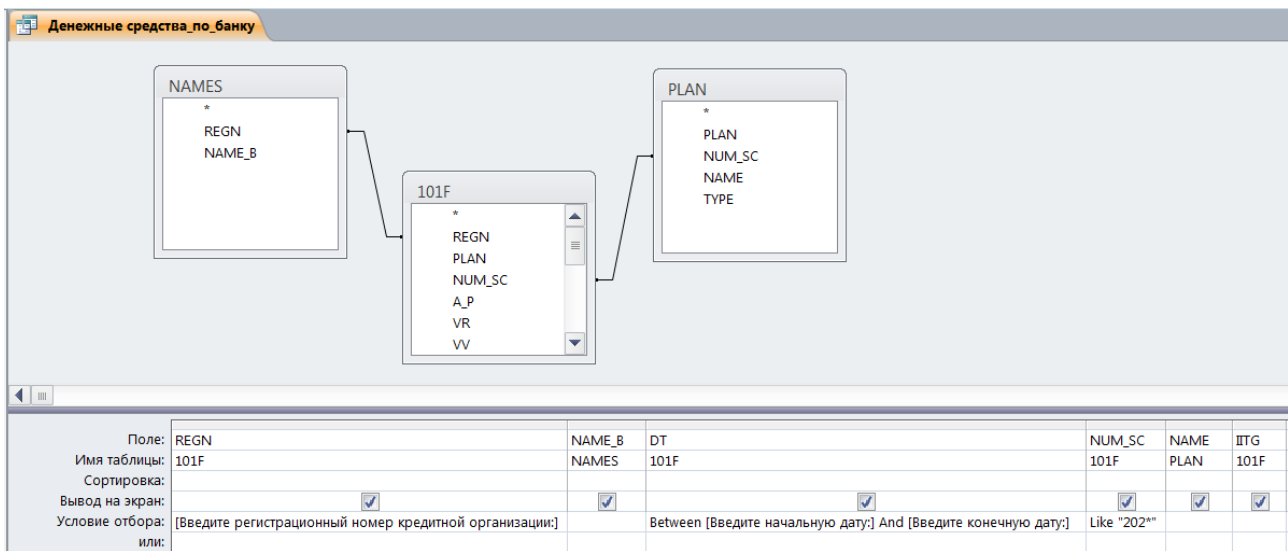 Денежные средства_по_банку
NAMES
*
REGN
NAME_B
101F
*
REGN
PLAN
NUM_SC
A_P
VR
VV
PLAN
*
PLAN
NUM_SC
NAME
TYPE
Поле: REGN NAME_B DT NUM_SC NAME IITG
Имя таблицы: 101F NAMES 101F 101F PLAN 101F
Сортировка:
Вывод на экран:
Условие отбора: [Введите регистрационный номер кредитной организации:] Between [Введите начальную дату:] And [Введите конечную дату:] Like "202*"
или: